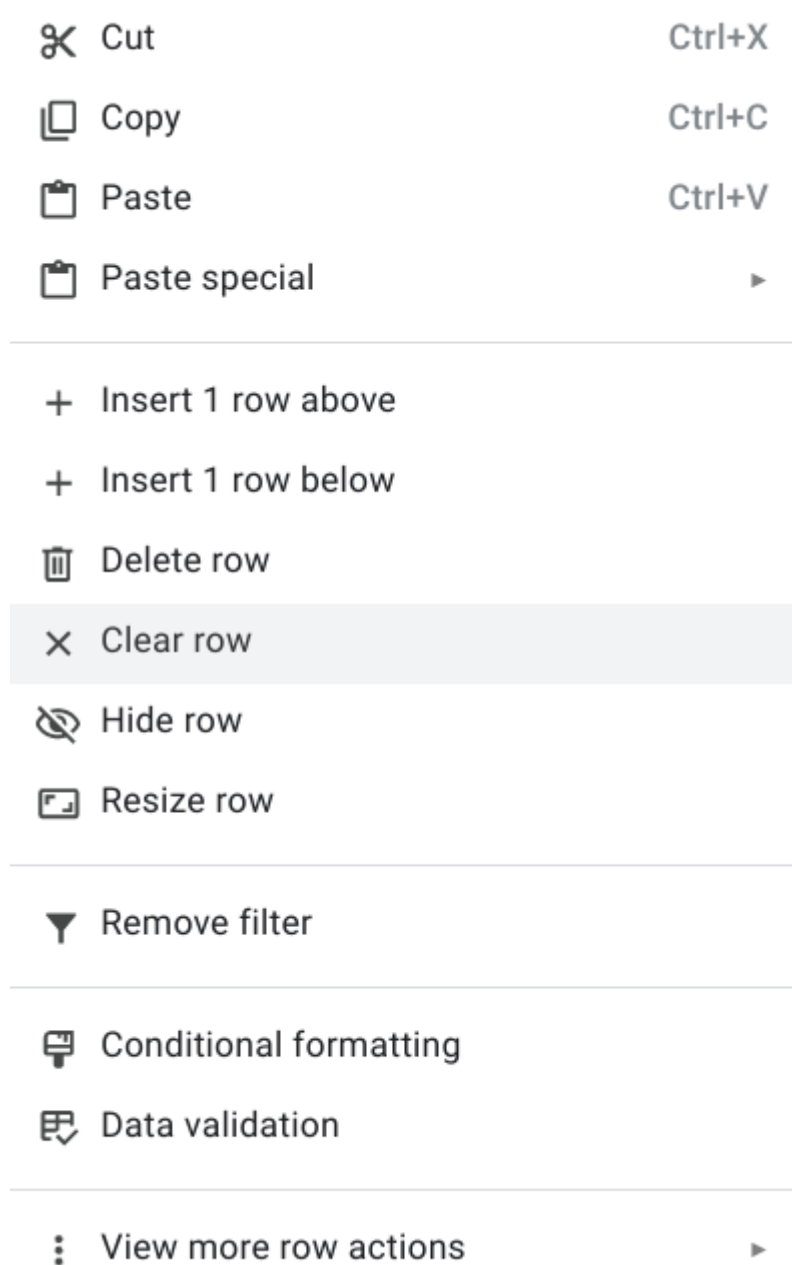 Cut Ctrl+X
Copy Ctrl+C
Paste Ctrl+V
Paste special
Insert 1 row above
Insert 1 row below
Delete row
Clear row
Hide row
Resize row
Remove filter
Conditional formatting
Data validation
View more row actions